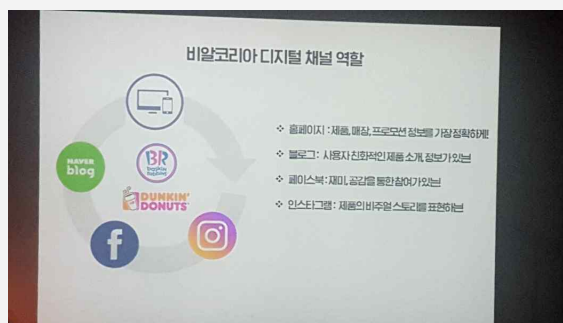 비알코리아 디지털 채널 역할
NAVER
blog
BR
baskin robbins
DUNKIN'
DONUTS
f
❖ 홈페이지 : 제품, 매장, 프로모션 정보를 가장 정확하게!
❖ 블로그 : 사용자 친화적인 제품 소개, 정보가 있는!
❖ 페이스북 : 재미, 공감을 통한 참여가 있는!
❖ 인스타그램 : 제품의 비주얼 스토리를 표현하는!